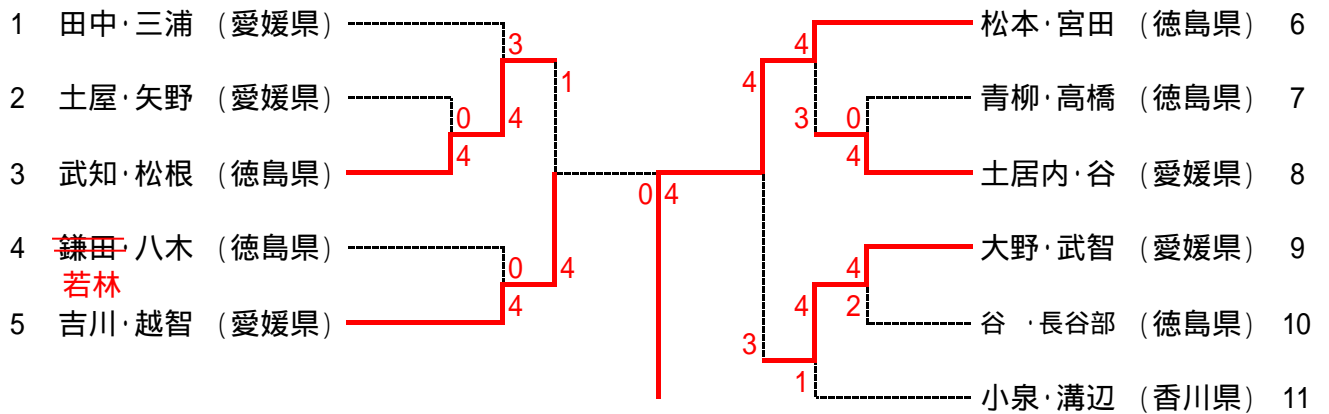 1 田中・三浦 (愛媛県)
2 土屋・矢野 (愛媛県)
3 武知・松根 (徳島県)
4 鎌田・八木 (徳島県)
若林
5 吉川・越智 (愛媛県)
3
1
0
4
4
0
4
4
0 4
4
4
3
0
4
4
4
2
3
1
松本・宮田 (徳島県) 6
青柳・高橋 (徳島県) 7
土居内・谷 (愛媛県) 8
大野・武智 (愛媛県) 9
谷 ・長谷部 (徳島県) 10
小泉・溝辺 (香川県) 11